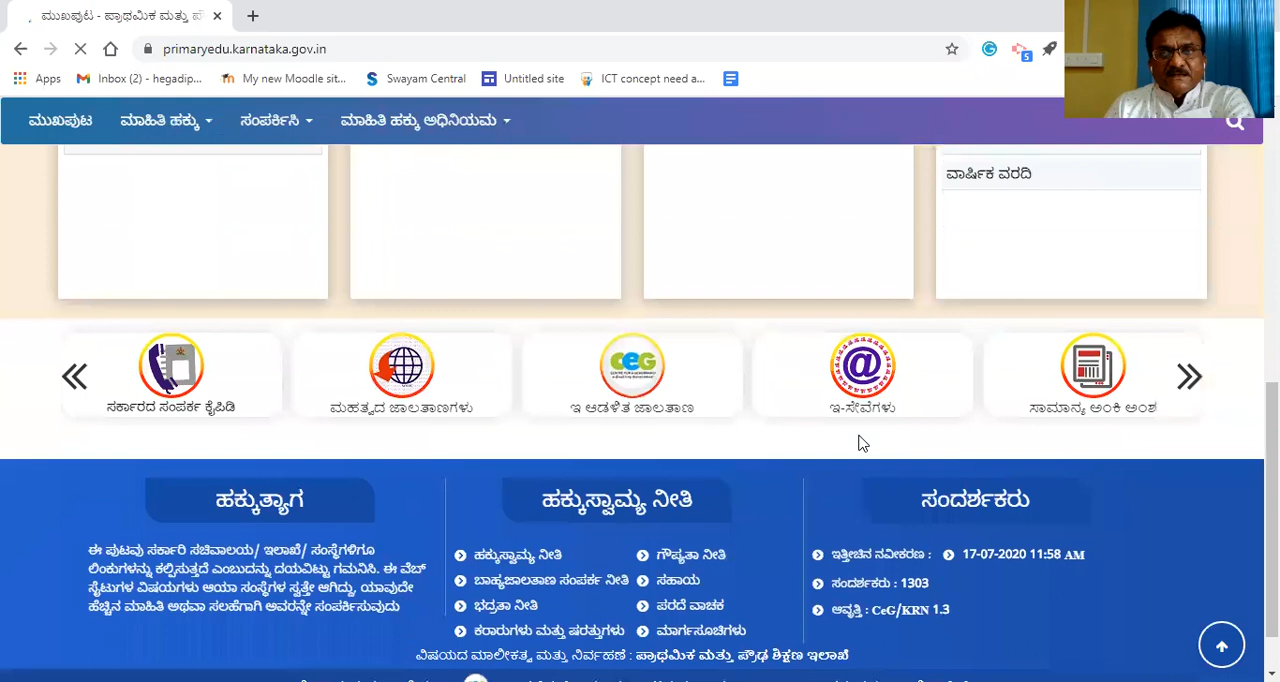 ಮುಖಪುಟ - ಪ್ರಾಥಮಿಕ ಮತ್ತು ಪೌ
primaryedu.karnataka.gov.in
5
Apps Inbox (2) - hegadip... My new Moodle sit... Swayam Central Untitled site ICT concept need a...
ಮುಖಪುಟ ಮಾಹಿತಿ ಹಕ್ಕು ಸಂಪರ್ಕಿಸಿ ಮಾಹಿತಿ ಹಕ್ಕು ಅಧಿನಿಯಮ
ವಾರ್ಷಿಕ ವರದಿ
CeG
@
ಸರ್ಕಾರದ ಸಂಪರ್ಕ ಕೈಪಿಡಿ ಮಹತ್ವದ ಜಾಲತಾಣಗಳು ಇ ಆಡಳಿತ ಜಾಲತಾಣ ಇ-ಸೇವೆಗಳು ಸಾಮಾನ್ಯ ಅಂಕಿ ಅಂಶ
ಹಕ್ಕುತ್ಯಾಗ
ಈ ಪುಟವು ಸರ್ಕಾರಿ ಸಚಿವಾಲಯ/ ಇಲಾಖೆ/ ಸಂಸ್ಥೆಗಳಿಗೂ
ಲಿಂಕುಗಳನ್ನು ಕಲ್ಪಿಸುತ್ತದೆ ಎಂಬುದನ್ನು ದಯವಿಟ್ಟು ಗಮನಿಸಿ. ಈ ವೆಬ್
ಸೈಟುಗಳ ವಿಷಯಗಳು ಆಯಾ ಸಂಸ್ಥೆಗಳ ಸ್ವತ್ತೇ ಆಗಿದ್ದು, ಯಾವುದೇ
ಹೆಚ್ಚಿನ ಮಾಹಿತಿ ಅಥವಾ ಸಲಹೆಗಾಗಿ ಅವರನ್ನೇ ಸಂಪರ್ಕಿಸುವುದು
ಹಕ್ಕುಸ್ವಾಮ್ಯ ನೀತಿ
ಹಕ್ಕುಸ್ವಾಮ್ಯ ನೀತಿ ಗೌಪ್ಯತಾ ನೀತಿ
ಬಾಹ್ಯಜಾಲತಾಣ ಸಂಪರ್ಕ ನೀತಿ ಸಹಾಯ
ಭದ್ರತಾ ನೀತಿ ಪರದೆ ವಾಚಕ
ಕರಾರುಗಳು ಮತ್ತು ಷರತ್ತುಗಳು ಮಾರ್ಗಸೂಚಿಗಳು
ಸಂದರ್ಶಕರು
ಇತ್ತೀಚಿನ ನವೀಕರಣ : 17-07-2020 11:58 AM
ಸಂದರ್ಶಕರು : 1303
ಆವೃತ್ತಿ : CeG/KRN 1.3
ವಿಷಯದ ಮಾಲೀಕತ್ವ ಮತ್ತು ನಿರ್ವಹಣೆ : ಪ್ರಾಥಮಿಕ ಮತ್ತು ಪ್ರೌಢ ಶಿಕ್ಷಣ ಇಲಾಖೆ